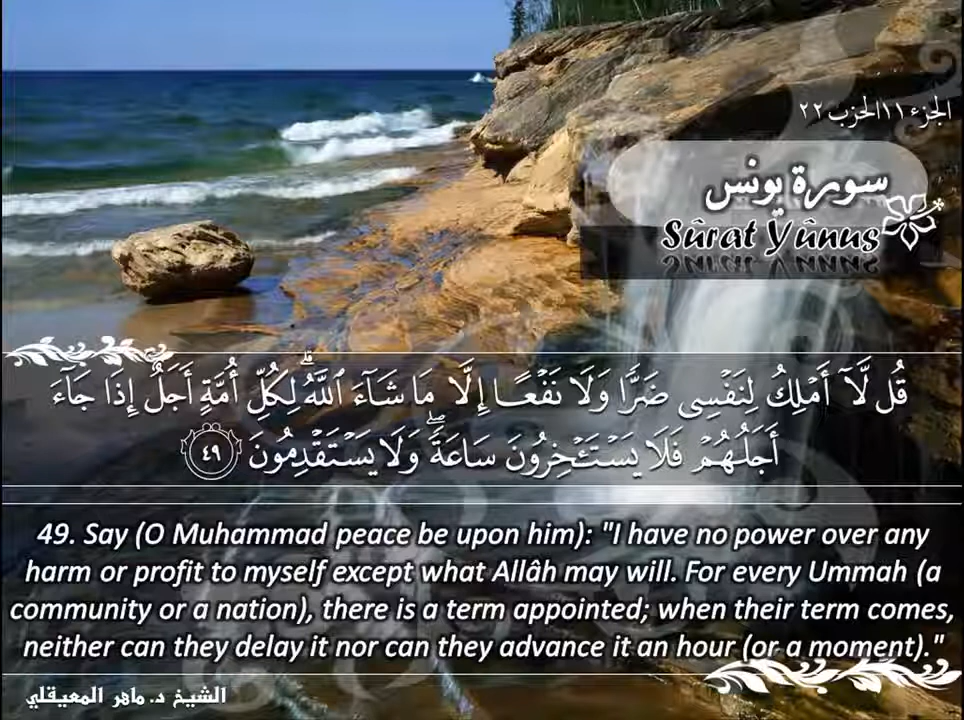 الجزء ١١ الحزب ٢٢
سورة يونس
Sûrat Yûnus
قُل لَّآ أَمْلِكُ لِنَفْسِى ضَرًّا وَلَا نَفْعًا إِلَّا مَا شَآءَ ٱللَّهُ ۗ لِكُلِّ أُمَّةٍ أَجَلٌ إِذَا جَآءَ
أَجَلُهُمْ فَلَا يَسْتَـْٔخِرُونَ سَاعَةً ۖ وَلَا يَسْتَقْدِمُونَ ٤٩
49. Say (O Muhammad peace be upon him): "I have no power over any
harm or profit to myself except what Allâh may will. For every Ummah (a
community or a nation), there is a term appointed; when their term comes,
neither can they delay it nor can they advance it an hour (or a moment)."
الشيخ د. ماهر المعيقلي